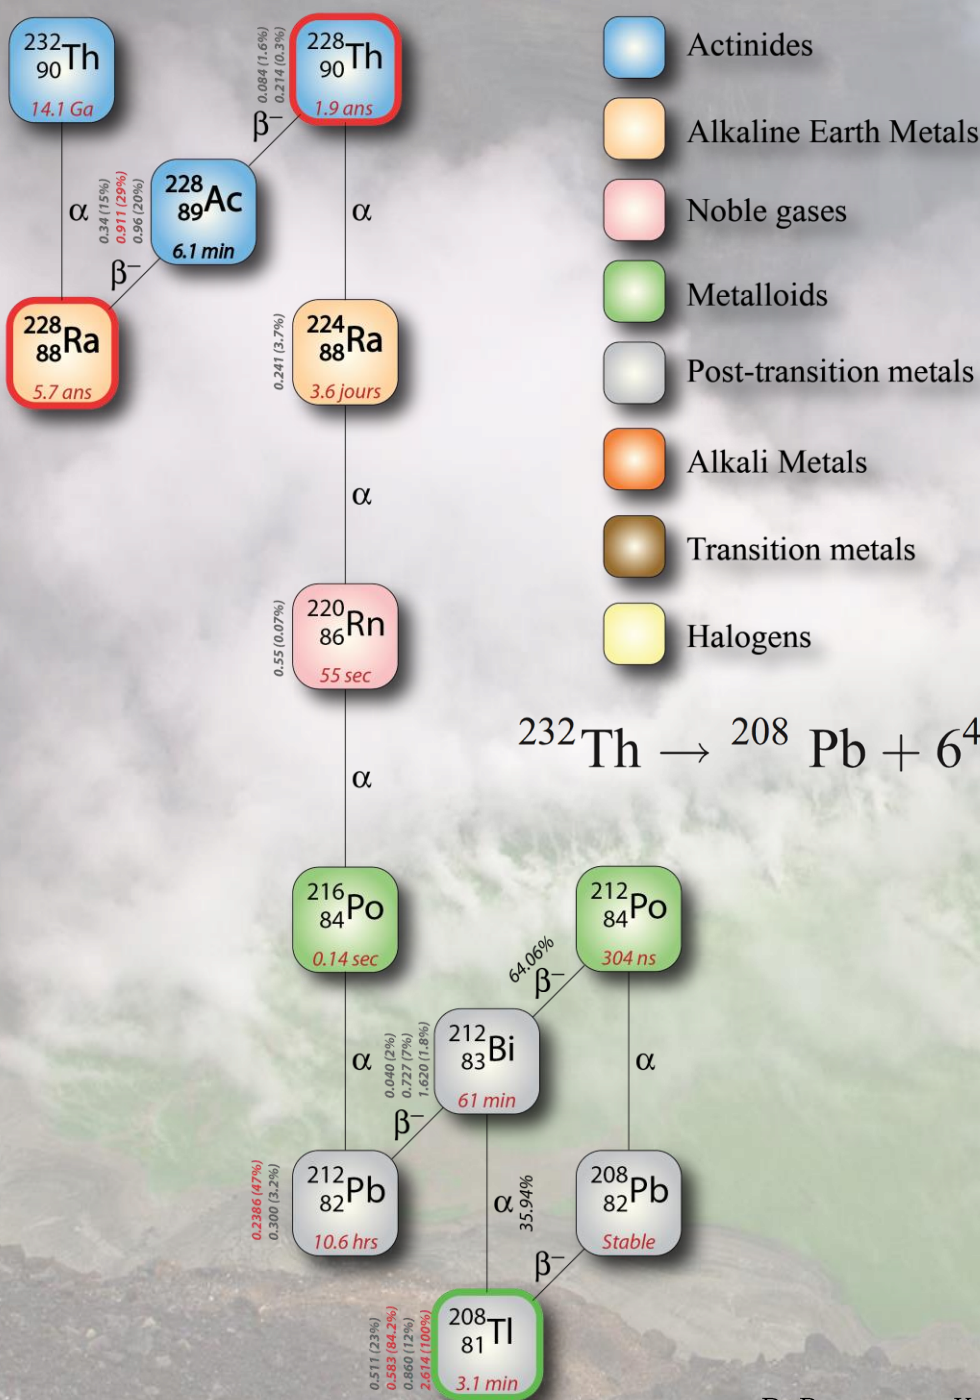 232
90 Th
14.1 Ga
228
90 Th
1.9 ans
0.084 (1.6%)
0.214 (0.3%)
β−
228
89 Ac
6.1 min
0.34 (15%)
0.911 (29%)
0.96 (20%)
α
β−
α
228
88 Ra
5.7 ans
224
88 Ra
3.6 jours
0.241 (3.7%)
α
220
86 Rn
55 sec
0.55 (0.07%)
α
216
84 Po
0.14 sec
212
84 Po
304 ns
64.06%
β−
212
83 Bi
61 min
0.040 (2%)
0.727 (7%)
1.620 (1.8%)
α
α
β−
212
82 Pb
10.6 hrs
0.2386 (47%)
0.300 (3.2%)
α
35.94%
208
82 Pb
Stable
β−
208
81 Tl
3.1 min
0.511 (23%)
0.583 (84.2%)
0.860 (12%)
2.614 (100%)
Actinides
Alkaline Earth Metals
Noble gases
Metalloids
Post-transition metals
Alkali Metals
Transition metals
Halogens
²³²Th → ²⁰⁸ Pb + 6⁴